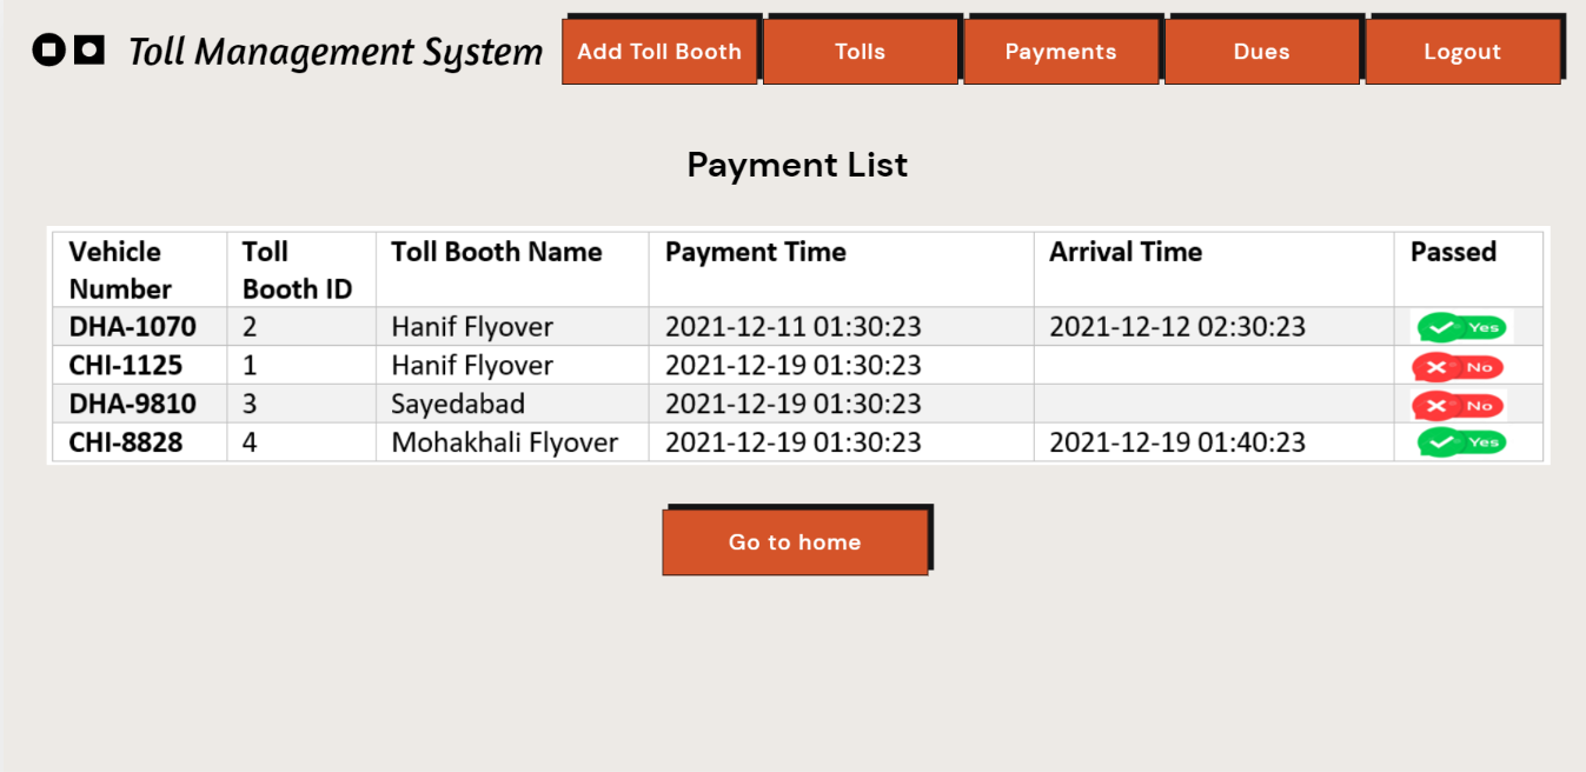 Toll Management System Add Toll Booth Tolls Payments Dues Logout
Payment List
Vehicle Number Toll Booth ID Toll Booth Name Payment Time Arrival Time Passed
DHA-1070 2 Hanif Flyover 2021-12-11 01:30:23 2021-12-12 02:30:23 Yes
CHI-1125 1 Hanif Flyover 2021-12-19 01:30:23 No
DHA-9810 3 Sayedabad 2021-12-19 01:30:23 No
CHI-8828 4 Mohakhali Flyover 2021-12-19 01:30:23 2021-12-19 01:40:23 Yes
Go to home